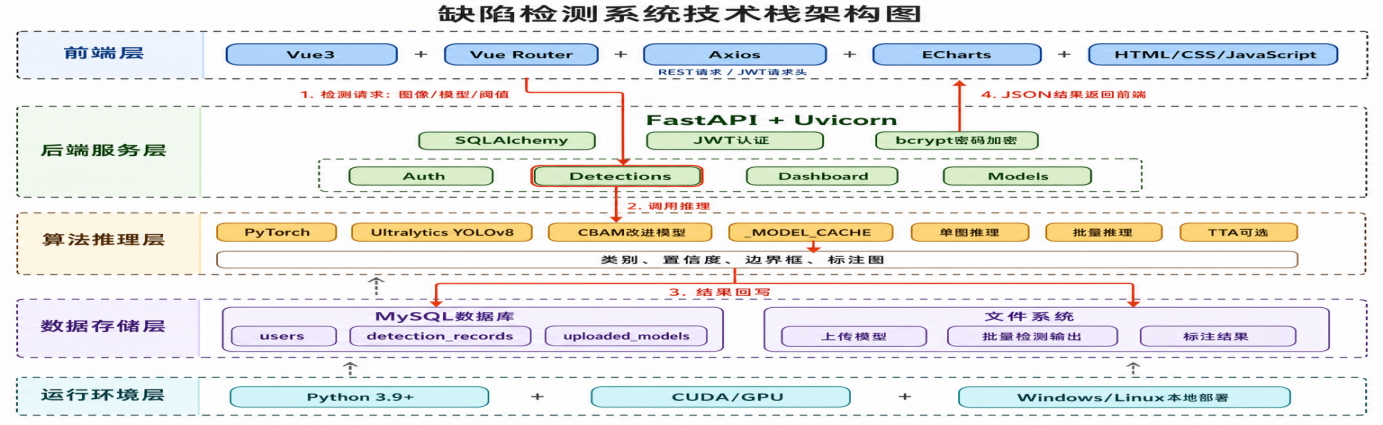 缺陷检测系统技术栈架构图
前端层
Vue3 + Vue Router + Axios + ECharts + HTML/CSS/JavaScript
REST请求 / JWT请求头
1. 检测请求：图像/模型/阈值
4. JSON结果返回前端
后端服务层
FastAPI + Uvicorn
SQLAlchemy JWT认证 bcrypt密码加密
Auth Detections Dashboard Models
2. 调用推理
算法推理层
PyTorch Ultralytics YOLOv8 CBAM改进模型 _MODEL_CACHE 单图推理 批量推理 TTA可选
类别、置信度、边界框、标注图
3. 结果回写
数据存储层
MySQL数据库
users detection_records uploaded_models
文件系统
上传模型 批量检测输出 标注结果
运行环境层
Python 3.9+ + CUDA/GPU + Windows/Linux本地部署